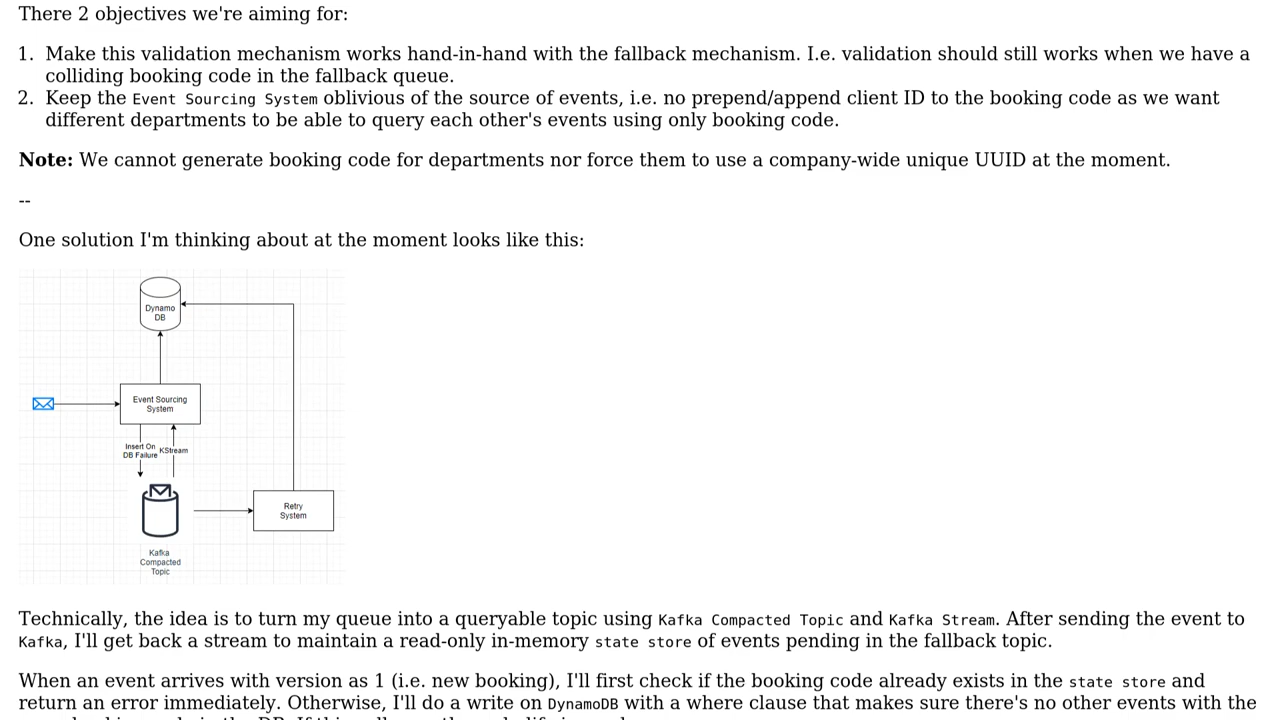 There 2 objectives we're aiming for:
1. Make this validation mechanism works hand-in-hand with the fallback mechanism. I.e. validation should still works when we have a
colliding booking code in the fallback queue.
2. Keep the Event Sourcing System oblivious of the source of events, i.e. no prepend/append client ID to the booking code as we want
different departments to be able to query each other's events using only booking code.
Note: We cannot generate booking code for departments nor force them to use a company-wide unique UUID at the moment.
--
One solution I'm thinking about at the moment looks like this:
Dynamo
DB
Event Sourcing
System
Insert On
DB Failure
KStream
Retry
System
Kafka
Compacted
Topic
Technically, the idea is to turn my queue into a queryable topic using Kafka Compacted Topic and Kafka Stream. After sending the event to
Kafka, I'll get back a stream to maintain a read-only in-memory state store of events pending in the fallback topic.
When an event arrives with version as 1 (i.e. new booking), I'll first check if the booking code already exists in the state store and
return an error immediately. Otherwise, I'll do a write on DynamoDB with a where clause that makes sure there's no other events with the